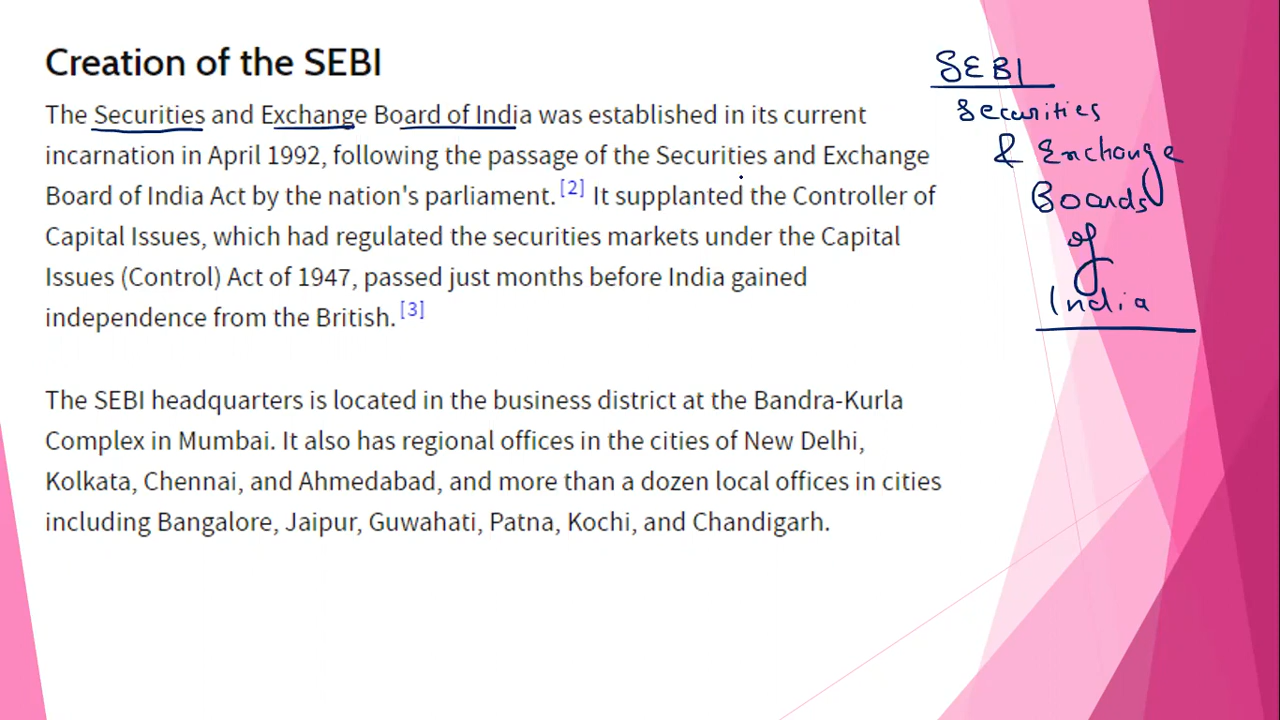 Creation of the SEBI
The Securities and Exchange Board of India was established in its current
incarnation in April 1992, following the passage of the Securities and Exchange
Board of India Act by the nation's parliament. [2] It supplanted the Controller of
Capital Issues, which had regulated the securities markets under the Capital
Issues (Control) Act of 1947, passed just months before India gained
independence from the British. [3]
The SEBI headquarters is located in the business district at the Bandra-Kurla
Complex in Mumbai. It also has regional offices in the cities of New Delhi,
Kolkata, Chennai, and Ahmedabad, and more than a dozen local offices in cities
including Bangalore, Jaipur, Guwahati, Patna, Kochi, and Chandigarh.
SEBI
Securities
& Exchange
Boards
of
India